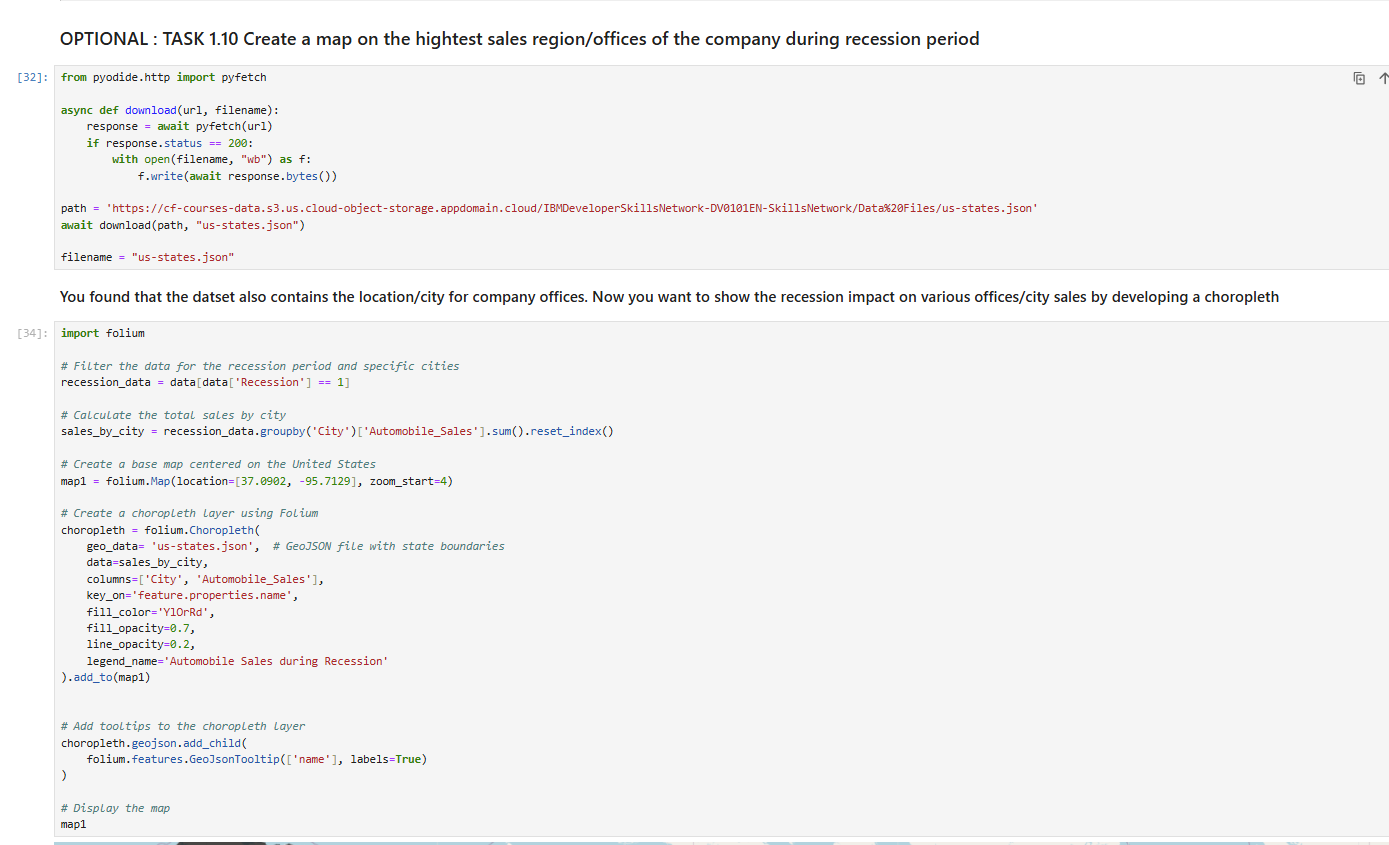 OPTIONAL : TASK 1.10 Create a map on the hightest sales region/offices of the company during recession period
[32]:
from pyodide.http import pyfetch
async def download(url, filename):
    response = await pyfetch(url)
    if response.status == 200:
        with open(filename, "wb") as f:
            f.write(await response.bytes())
path = 'https://cf-courses-data.s3.us.cloud-object-storage.appdomain.cloud/IBMDeveloperSkillsNetwork-DV0101EN-SkillsNetwork/Data%20Files/us-states.json'
await download(path, "us-states.json")
filename = "us-states.json"
You found that the datset also contains the location/city for company offices. Now you want to show the recession impact on various offices/city sales by developing a choropleth
[34]:
import folium
# Filter the data for the recession period and specific cities
recession_data = data[data['Recession'] == 1]
# Calculate the total sales by city
sales_by_city = recession_data.groupby('City')['Automobile_Sales'].sum().reset_index()
# Create a base map centered on the United States
map1 = folium.Map(location=[37.0902, -95.7129], zoom_start=4)
# Create a choropleth layer using Folium
choropleth = folium.Choropleth(
    geo_data= 'us-states.json',  # GeoJSON file with state boundaries
    data=sales_by_city,
    columns=['City', 'Automobile_Sales'],
    key_on='feature.properties.name',
    fill_color='YlOrRd',
    fill_opacity=0.7,
    line_opacity=0.2,
    legend_name='Automobile Sales during Recession'
).add_to(map1)
# Add tooltips to the choropleth layer
choropleth.geojson.add_child(
    folium.features.GeoJsonTooltip(['name'], labels=True)
)
# Display the map
map1